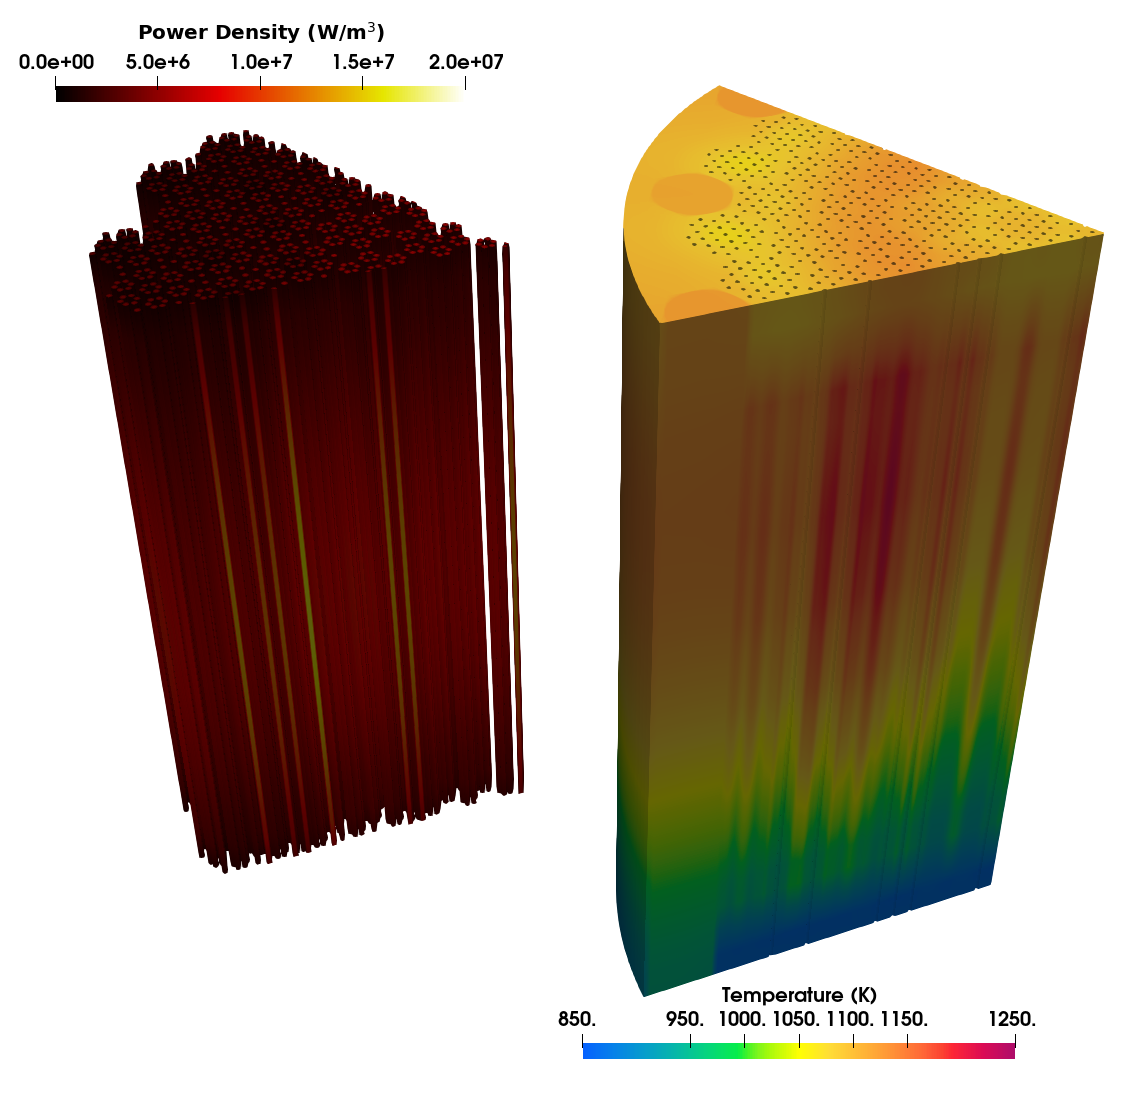 Power Density (W/m³)
0.0e+00 5.0e+6 1.0e+7 1.5e+7 2.0e+07
Temperature (K)
850. 950. 1000. 1050. 1100. 1150. 1250.